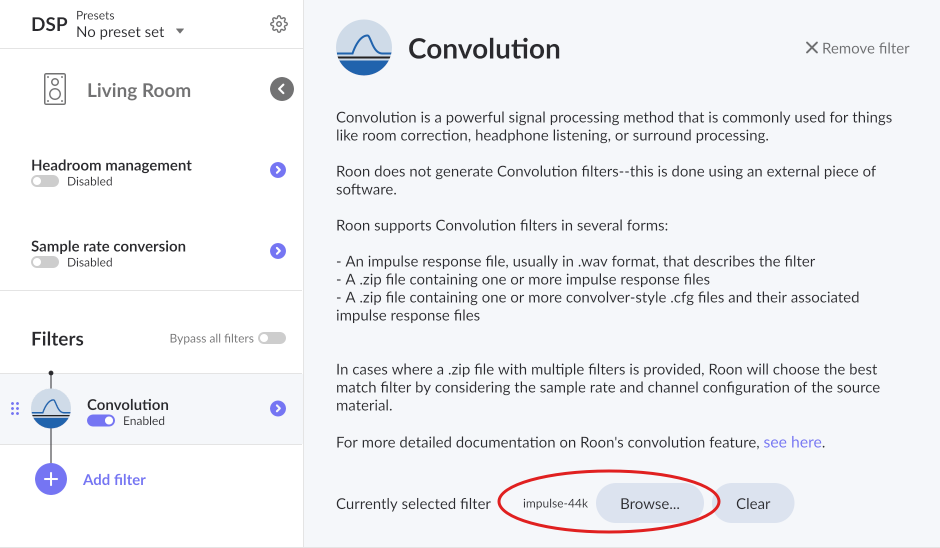 DSP
Presets
No preset set
Living Room
Headroom management
Disabled
Sample rate conversion
Disabled
Filters
Bypass all filters
Convolution
Enabled
Add filter
Convolution
Remove filter
Convolution is a powerful signal processing method that is commonly used for things
like room correction, headphone listening, or surround processing.
Roon does not generate Convolution filters--this is done using an external piece of
software.
Roon supports Convolution filters in several forms:
- An impulse response file, usually in .wav format, that describes the filter
- A .zip file containing one or more impulse response files
- A .zip file containing one or more convolver-style .cfg files and their associated
impulse response files
In cases where a .zip file with multiple filters is provided, Roon will choose the best
match filter by considering the sample rate and channel configuration of the source
material.
For more detailed documentation on Roon's convolution feature, see here.
Currently selected filter impulse-44k Browse... Clear